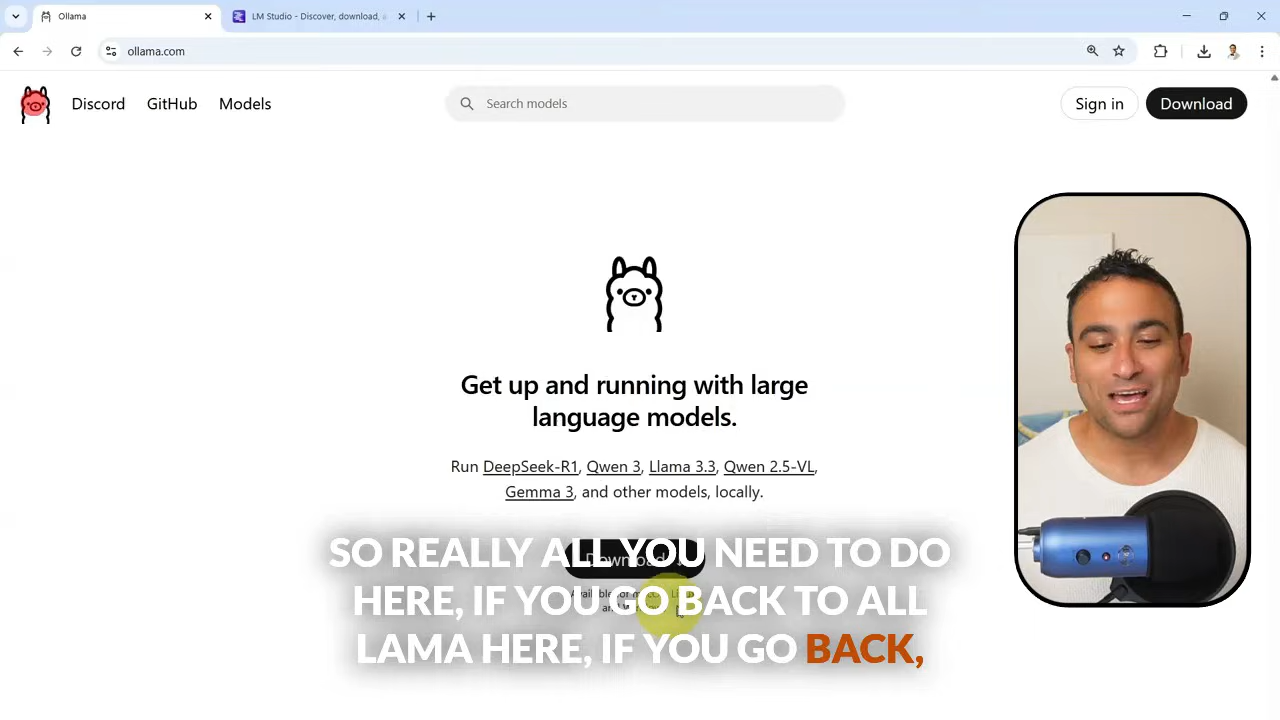 Ollama
LM Studio - Discover, download, a
ollama.com
Discord GitHub Models
Search models
Sign in Download
Get up and running with large
language models.
Run DeepSeek-R1, Qwen 3, Llama 3.3, Qwen 2.5-VL,
Gemma 3, and other models, locally.
Download
SO REALLY ALL YOU NEED TO DO
HERE, IF YOU GO BACK TO ALL
LAMA HERE, IF YOU GO BACK,